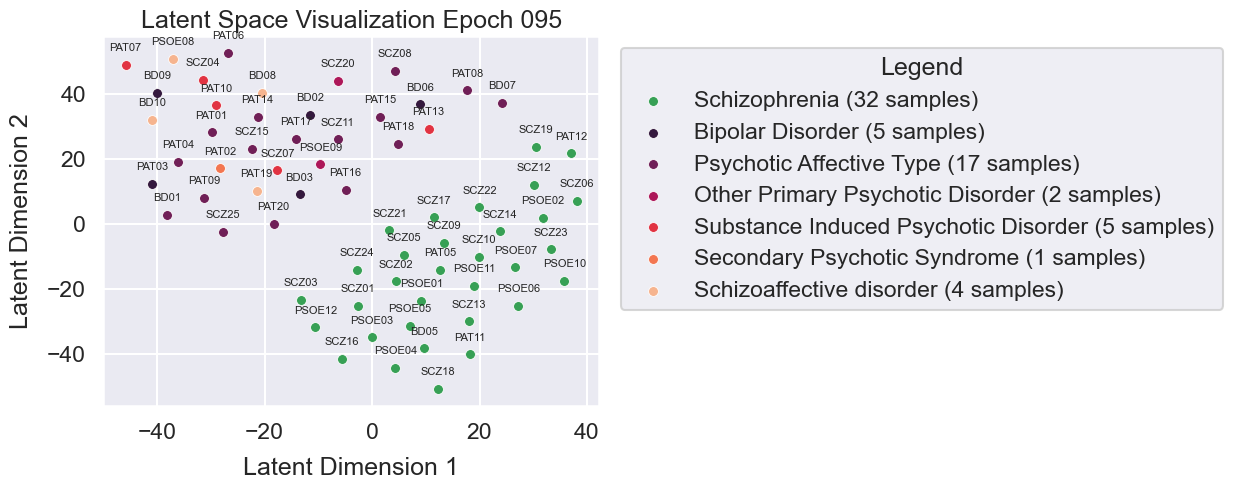 Latent Space Visualization Epoch 095
PAT07
PSOE08
PAT06
SCZ04
SCZ20
SCZ08
BD09
PAT10
BD08
BD06
PAT08
BD07
BD10
PAT14
BD02
PAT15
PAT13
PAT01
SCZ15
PAT17
SCZ11
PAT18
PAT04
PAT02
SCZ07
PSOE09
SCZ19
PAT12
PAT03
PAT09
PAT19
BD03
PAT16
SCZ12
SCZ06
BD01
SCZ25
PAT20
SCZ21
SCZ17
SCZ22
PSOE02
SCZ09
SCZ14
SCZ05
SCZ10
SCZ23
SCZ24
SCZ02
PAT05
PSOE07
PSOE11
PSOE10
SCZ03
SCZ01
PSOE01
PSOE06
PSOE12
PSOE03
PSOE05
SCZ13
SCZ16
PSOE04
BD05
PAT11
SCZ18
40
20
0
−20
−40
−40
−20
0
20
40
Latent Dimension 1
Latent Dimension 2
Legend
Schizophrenia (32 samples)
Bipolar Disorder (5 samples)
Psychotic Affective Type (17 samples)
Other Primary Psychotic Disorder (2 samples)
Substance Induced Psychotic Disorder (5 samples)
Secondary Psychotic Syndrome (1 samples)
Schizoaffective disorder (4 samples)